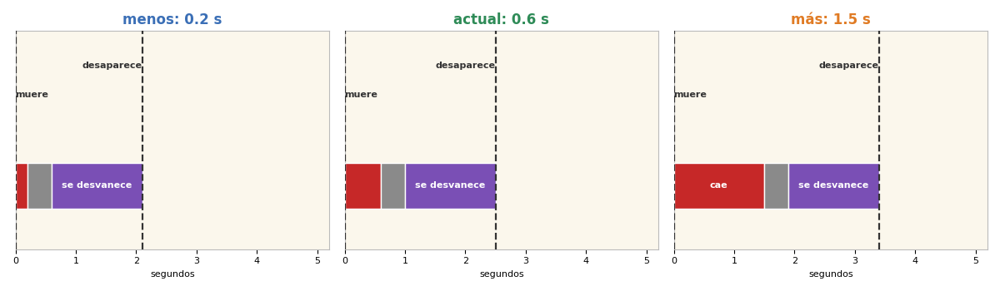 menos: 0.2 s
desaparece
muere
se desvanece
0 1 2 3 4 5
segundos
actual: 0.6 s
desaparece
muere
se desvanece
0 1 2 3 4 5
segundos
más: 1.5 s
desaparece
muere
cae
se desvanece
0 1 2 3 4 5
segundos